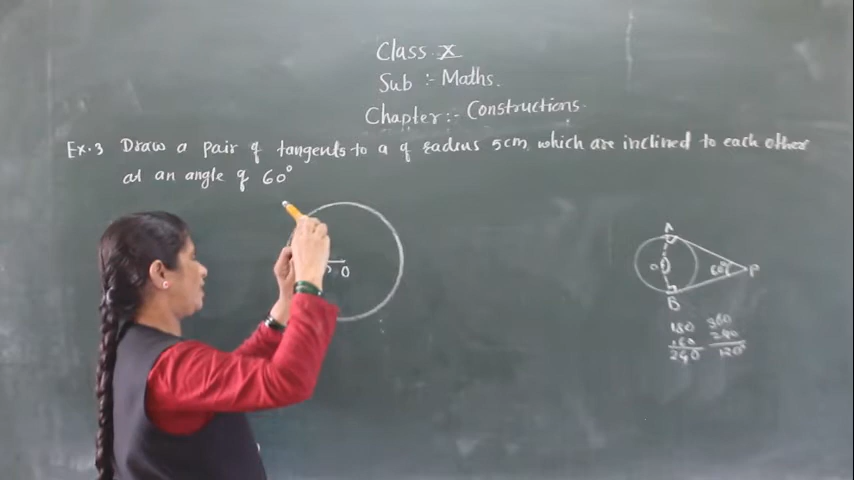 Class X
Sub :- Maths.
Chapter :- Constructions.
Ex.3 Draw a pair of tangents to a of radius 5cm, which are inclined to each other
at an angle of 60°
O
A
O
60°
P
B
180 360
60 240
240 120°